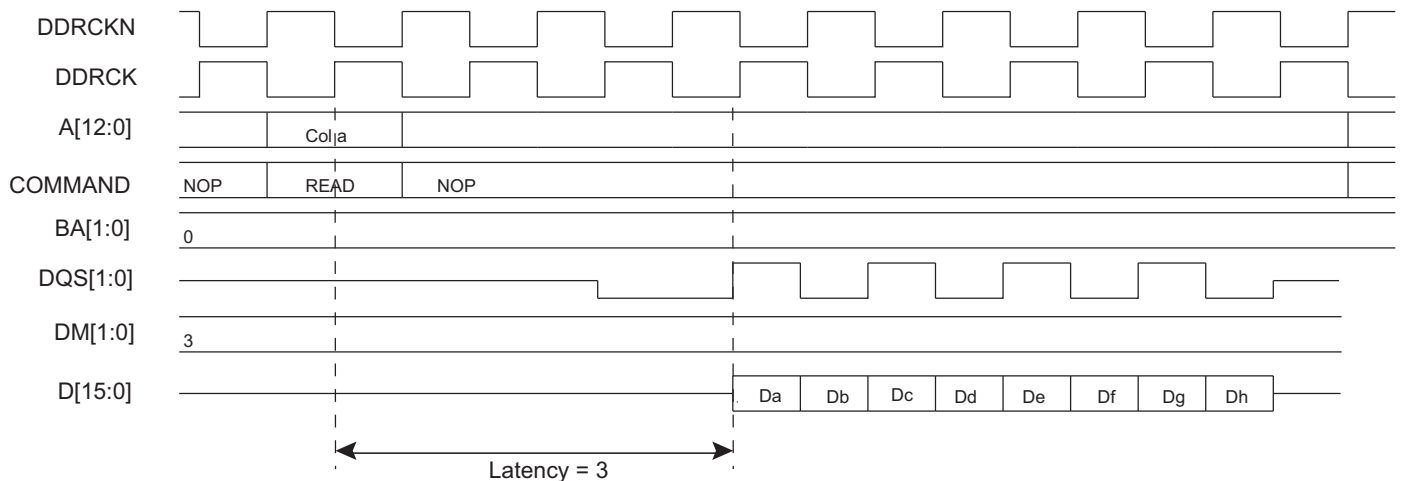 DDRCKN
DDRCK
A[12:0]
Col a
COMMAND
NOP READ NOP
BA[1:0]
0
DQS[1:0]
DM[1:0]
3
D[15:0]
Da Db Dc Dd De Df Dg Dh
Latency = 3